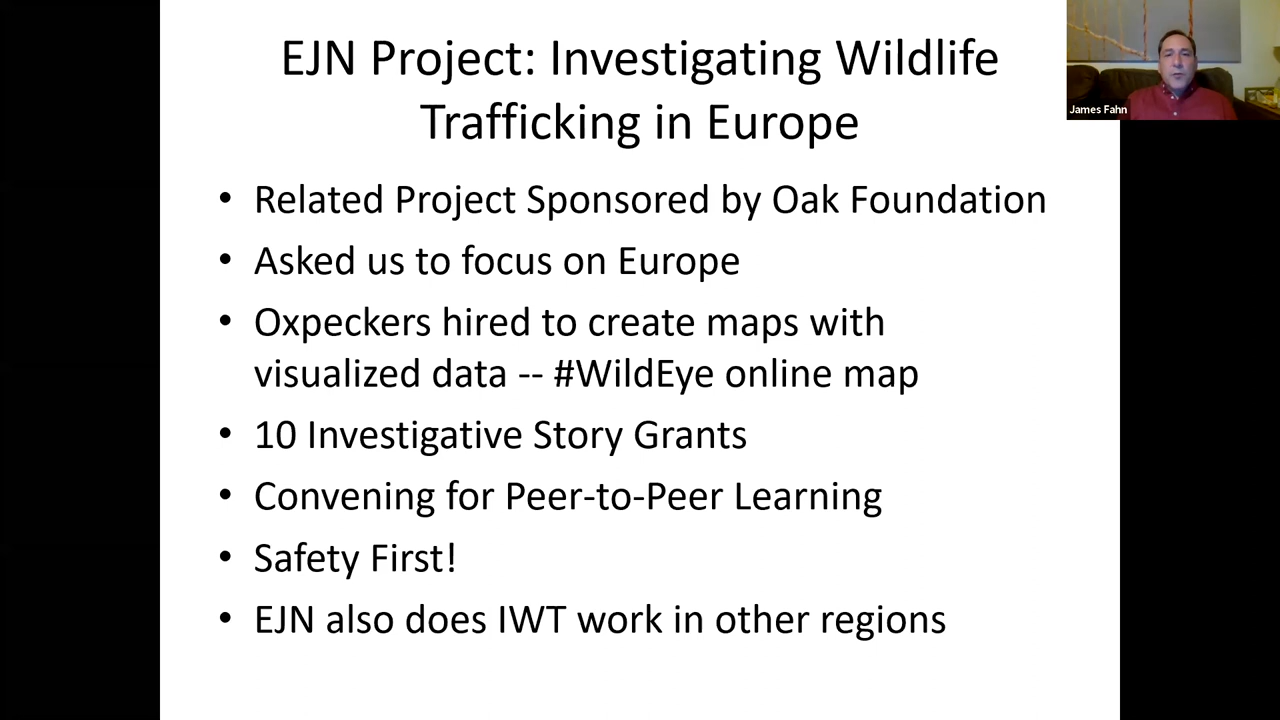 EJN Project: Investigating Wildlife
Trafficking in Europe
James Fahn
• Related Project Sponsored by Oak Foundation
• Asked us to focus on Europe
• Oxpeckers hired to create maps with
visualized data -- #WildEye online map
• 10 Investigative Story Grants
• Convening for Peer-to-Peer Learning
• Safety First!
• EJN also does IWT work in other regions